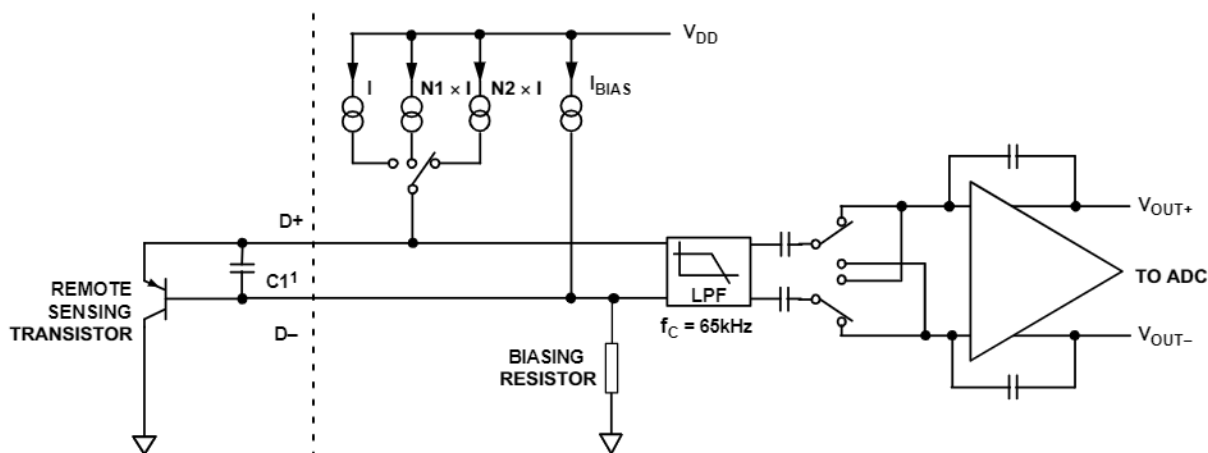 V_DD
I
N1 × I
N2 × I
I_BIAS
D+
C1¹
D–
REMOTE
SENSING
TRANSISTOR
LPF
f_C = 65kHz
BIASING
RESISTOR
V_OUT+
TO ADC
V_OUT–